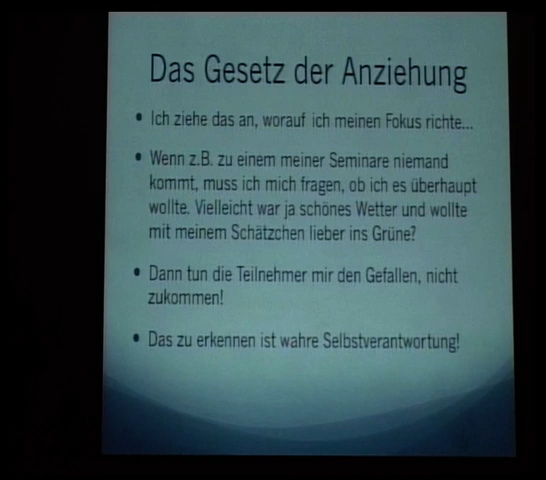 Das Gesetz der Anziehung
• Ich ziehe das an, worauf ich meinen Fokus richte...
• Wenn z.B. zu einem meiner Seminare niemand
kommt, muss ich mich fragen, ob ich es überhaupt
wollte. Vielleicht war ja schönes Wetter und wollte
mit meinem Schätzchen lieber ins Grüne?
• Dann tun die Teilnehmer mir den Gefallen, nicht
zukommen!
• Das zu erkennen ist wahre Selbstverantwortung!